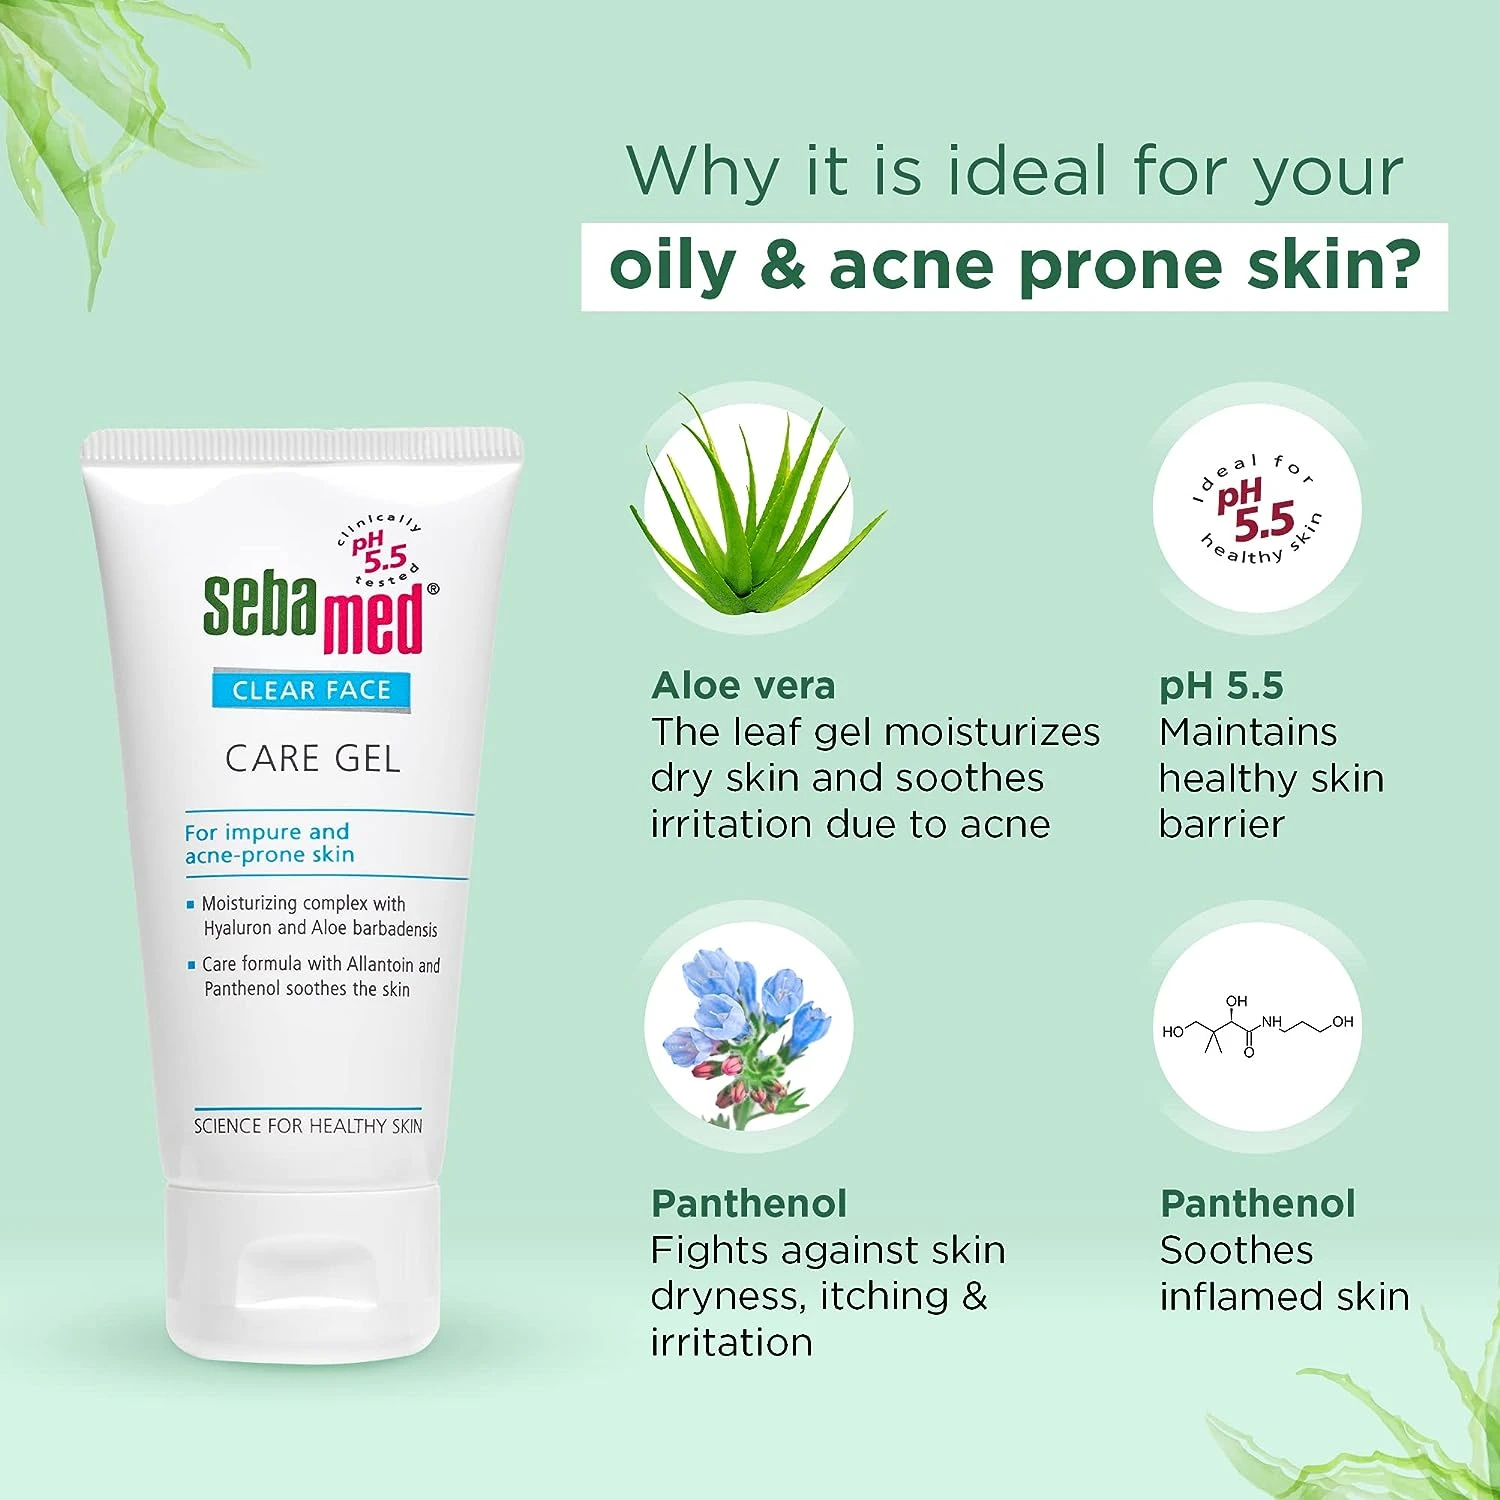 Why it is ideal for your
oily & acne prone skin?
clinically
pH
5.5
tested
sebamed®
CLEAR FACE
CARE GEL
For impure and
acne-prone skin
Moisturizing complex with
Hyaluron and Aloe barbadensis
Care formula with Allantoin and
Panthenol soothes the skin
SCIENCE FOR HEALTHY SKIN
Aloe vera
The leaf gel moisturizes
dry skin and soothes
irritation due to acne
Ideal for
pH
5.5
healthy skin
pH 5.5
Maintains
healthy skin
barrier
Panthenol
Fights against skin
dryness, itching &
irritation
HO
OH
NH
O
OH
Panthenol
Soothes
inflamed skin